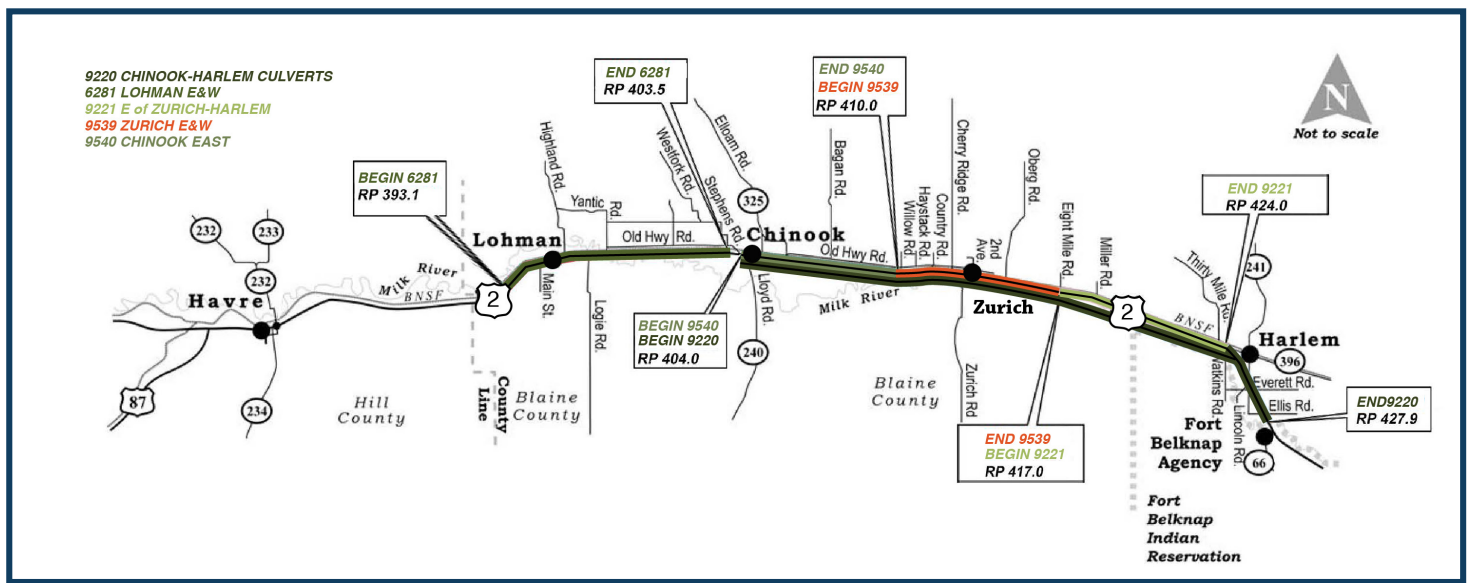 9220 CHINOOK-HARLEM CULVERTS
6281 LOHMAN E&W
9221 E of ZURICH-HARLEM
9539 ZURICH E&W
9540 CHINOOK EAST
END 6281
RP 403.5
END 9540
BEGIN 9539
RP 410.0
N
Not to scale
BEGIN 6281
RP 393.1
END 9221
RP 424.0
Highland Rd.
Westfork Rd.
Elloam Rd.
Stephens Rd.
Bagan Rd.
Willow Rd.
Haystack Rd.
Country Rd.
Cherry Ridge Rd.
2nd Ave.
Oberg Rd.
Eight Mile Rd.
Miller Rd.
Thirty Mile Rd.
Yantic Rd.
Old Hwy Rd.
325
232
233
232
241
Lohman
Chinook
Old Hwy Rd.
Milk River
BNSF
2
Havre
Main St.
Logie Rd.
Lloyd Rd.
Milk River
Zurich
2
BNSF
Harlem
396
BEGIN 9540
BEGIN 9220
RP 404.0
240
Zurich Rd
Watkins Rd.
Everett Rd.
Ellis Rd.
Lincoln Rd.
87
234
Hill
County
County
Line
Blaine
County
Blaine
County
END9220
RP 427.9
END 9539
BEGIN 9221
RP 417.0
Fort
Belknap
Agency
66
Fort
Belknap
Indian
Reservation